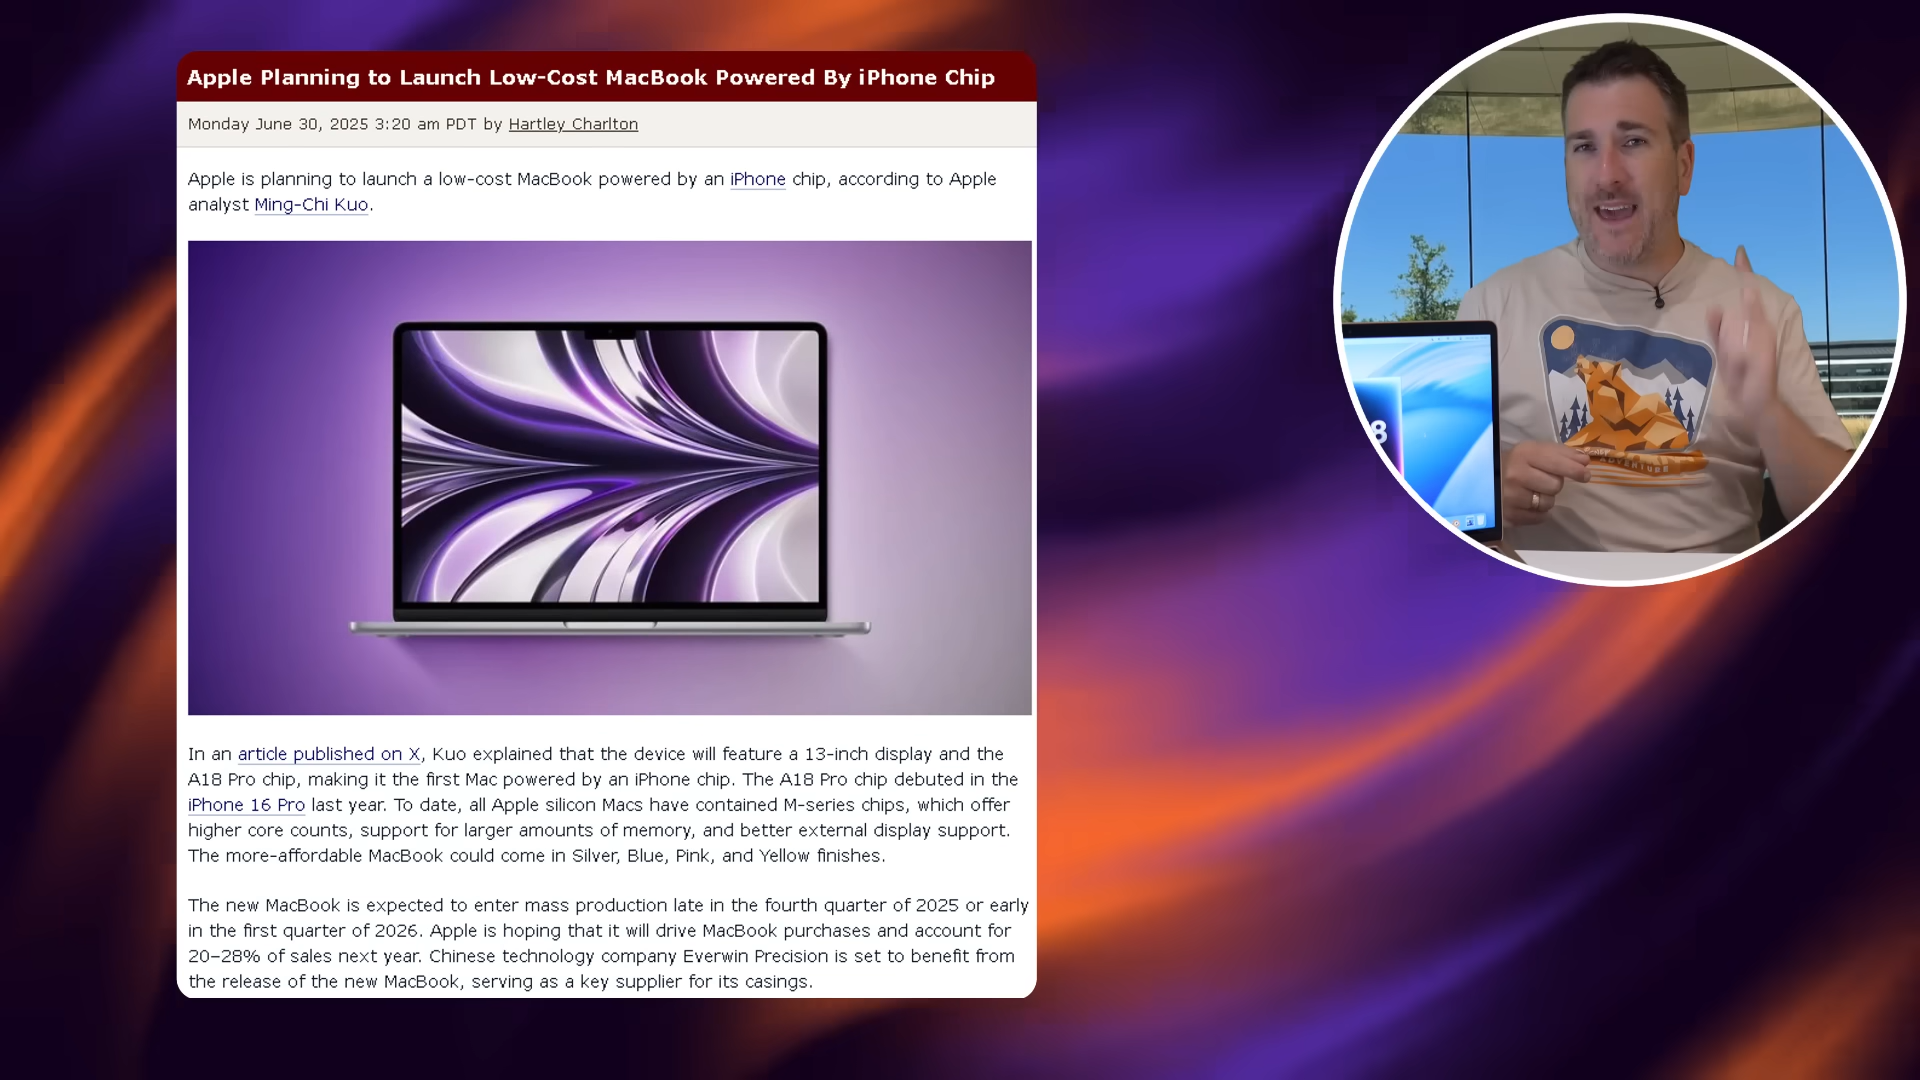 Apple Planning to Launch Low-Cost MacBook Powered By iPhone Chip
Monday June 30, 2025 3:20 am PDT by Hartley Charlton
Apple is planning to launch a low-cost MacBook powered by an iPhone chip, according to Apple
analyst Ming-Chi Kuo.
In an article published on X, Kuo explained that the device will feature a 13-inch display and the
A18 Pro chip, making it the first Mac powered by an iPhone chip. The A18 Pro chip debuted in the
iPhone 16 Pro last year. To date, all Apple silicon Macs have contained M-series chips, which offer
higher core counts, support for larger amounts of memory, and better external display support.
The more-affordable MacBook could come in Silver, Blue, Pink, and Yellow finishes.
The new MacBook is expected to enter mass production late in the fourth quarter of 2025 or early
in the first quarter of 2026. Apple is hoping that it will drive MacBook purchases and account for
20–28% of sales next year. Chinese technology company Everwin Precision is set to benefit from
the release of the new MacBook, serving as a key supplier for its casings.
8
ADVENTURE